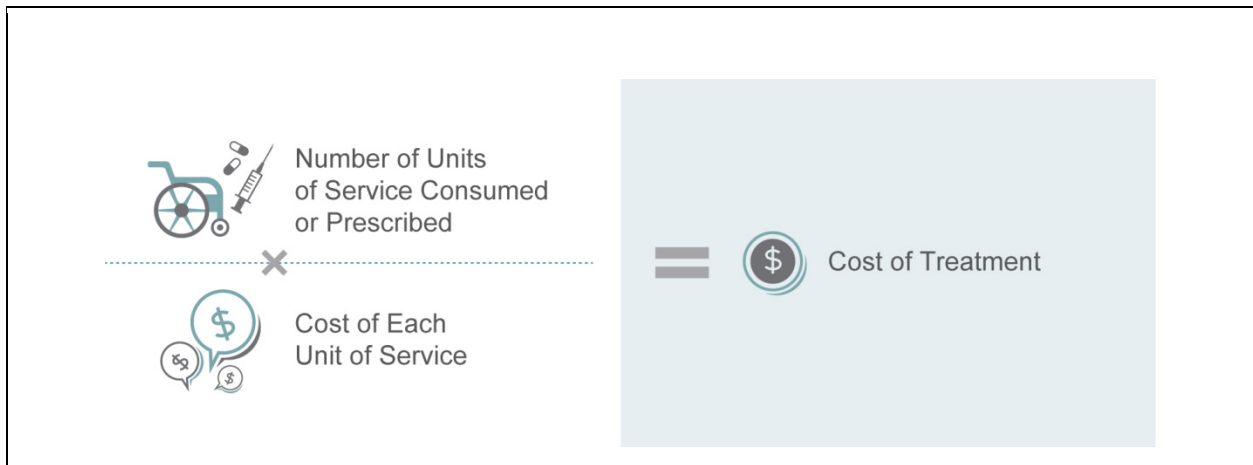 Number of Units
of Service Consumed
or Prescribed
×
Cost of Each
Unit of Service
$
$
$
=
$
Cost of Treatment